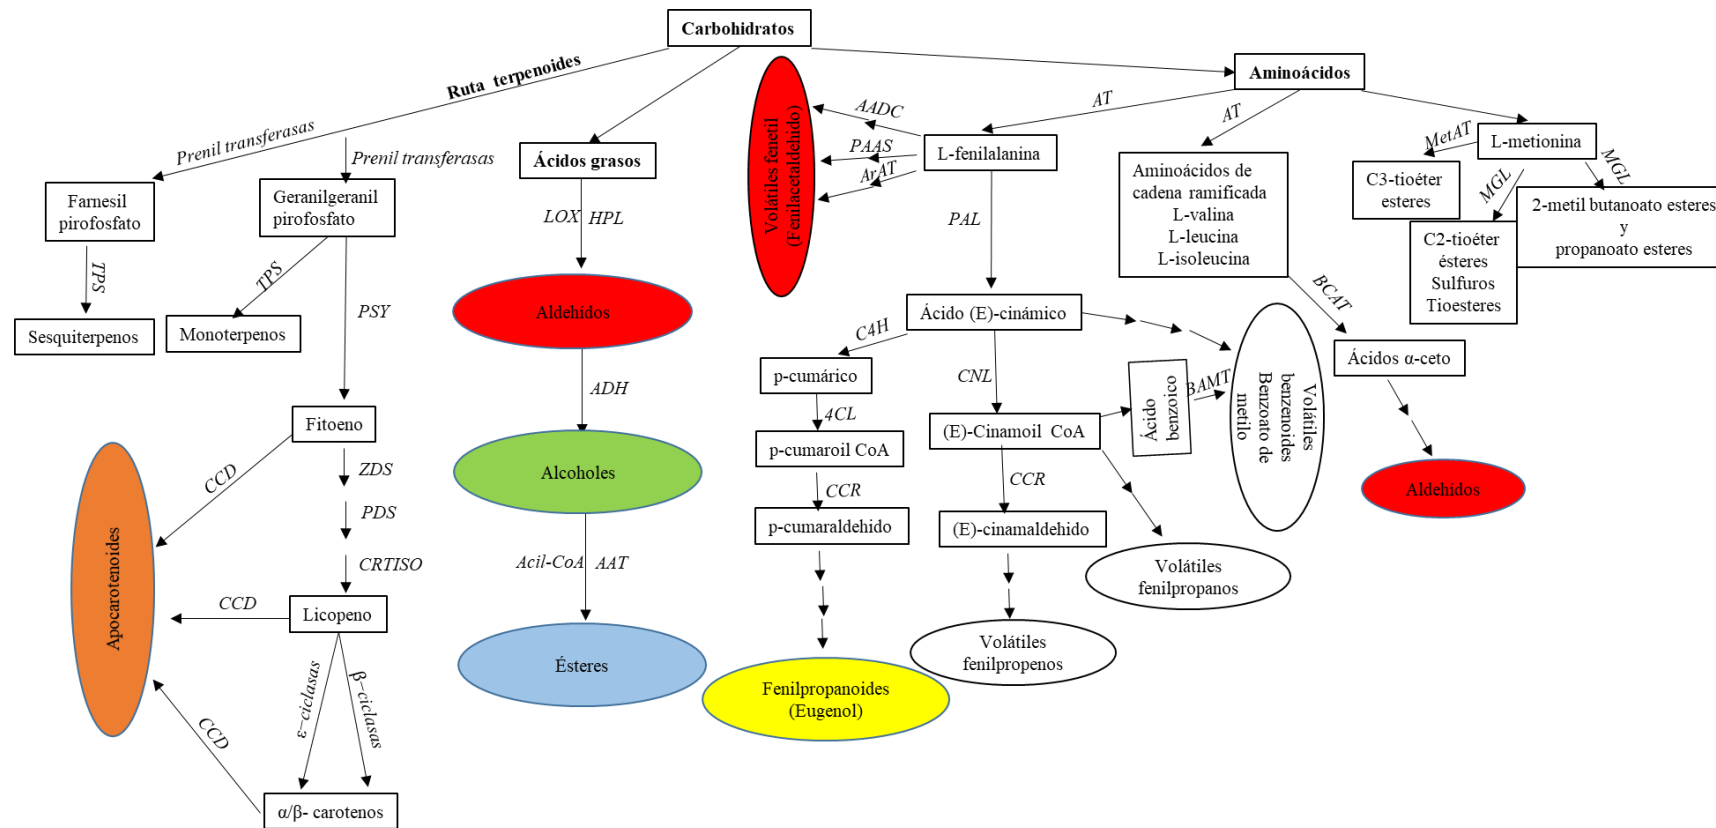 Carbohidratos
Ruta terpenoides
Aminoácidos
Prenil transferasas
Prenil transferasas
Ácidos grasos
Volátiles fenetil
(Fenilacetaldehido)
AADC
PAAS
ArAT
AT
L-fenilalanina
AT
MetAT
L-metionina
MGL
MGL
Farnesil
pirofosfato
Geranilgeranil
pirofosfato
LOX
HPL
PAL
Aminoácidos de
cadena ramificada
L-valina
L-leucina
L-isoleucina
C3-tioéter
esteres
C2-tioéter
ésteres
Sulfuros
Tioesteres
2-metil butanoato esteres
y
propanoato esteres
TPS
TPS
PSY
BCAT
Sesquiterpenos
Monoterpenos
Aldehídos
Ácido (E)-cinámico
C4H
CNL
p-cumárico
Ácido
benzoico
BAMT
Volátiles
benzenoides
Benzoato de
metilo
Ácidos α-ceto
ADH
4CL
Fitoeno
p-cumaroil CoA
(E)-Cinamoil CoA
CCD
ZDS
Alcoholes
CCR
CCR
Aldehídos
PDS
p-cumaraldehido
(E)-cinamaldehido
CRTISO
Acil-CoA
AAT
Volátiles
fenilpropanos
Apocarotenoides
CCD
Licopeno
Ésteres
Volátiles
fenilpropenos
Fenilpropanoides
(Eugenol)
CCD
ε−ciclasas
β−ciclasas
α/β- carotenos